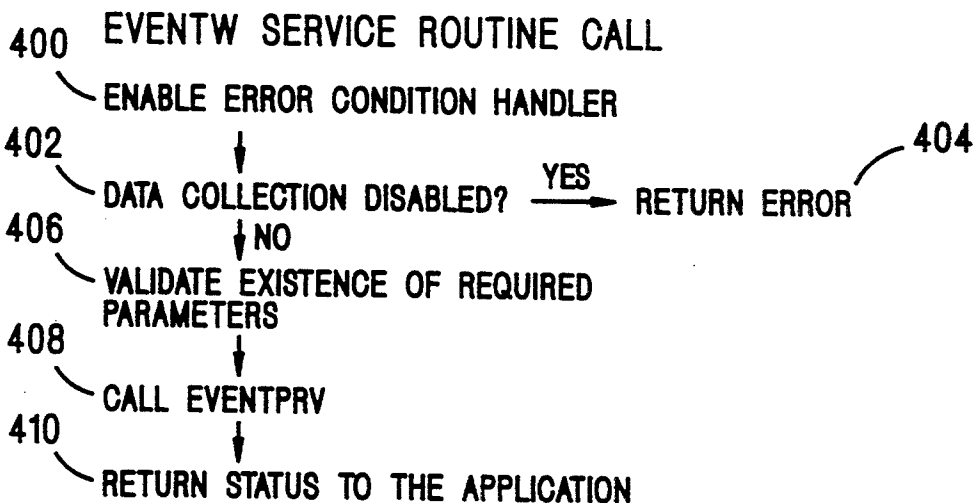 EVENTW SERVICE ROUTINE CALL
400
ENABLE ERROR CONDITION HANDLER
402
DATA COLLECTION DISABLED?
YES
RETURN ERROR
404
NO
406
VALIDATE EXISTENCE OF REQUIRED
PARAMETERS
408
CALL EVENTPRV
410
RETURN STATUS TO THE APPLICATION